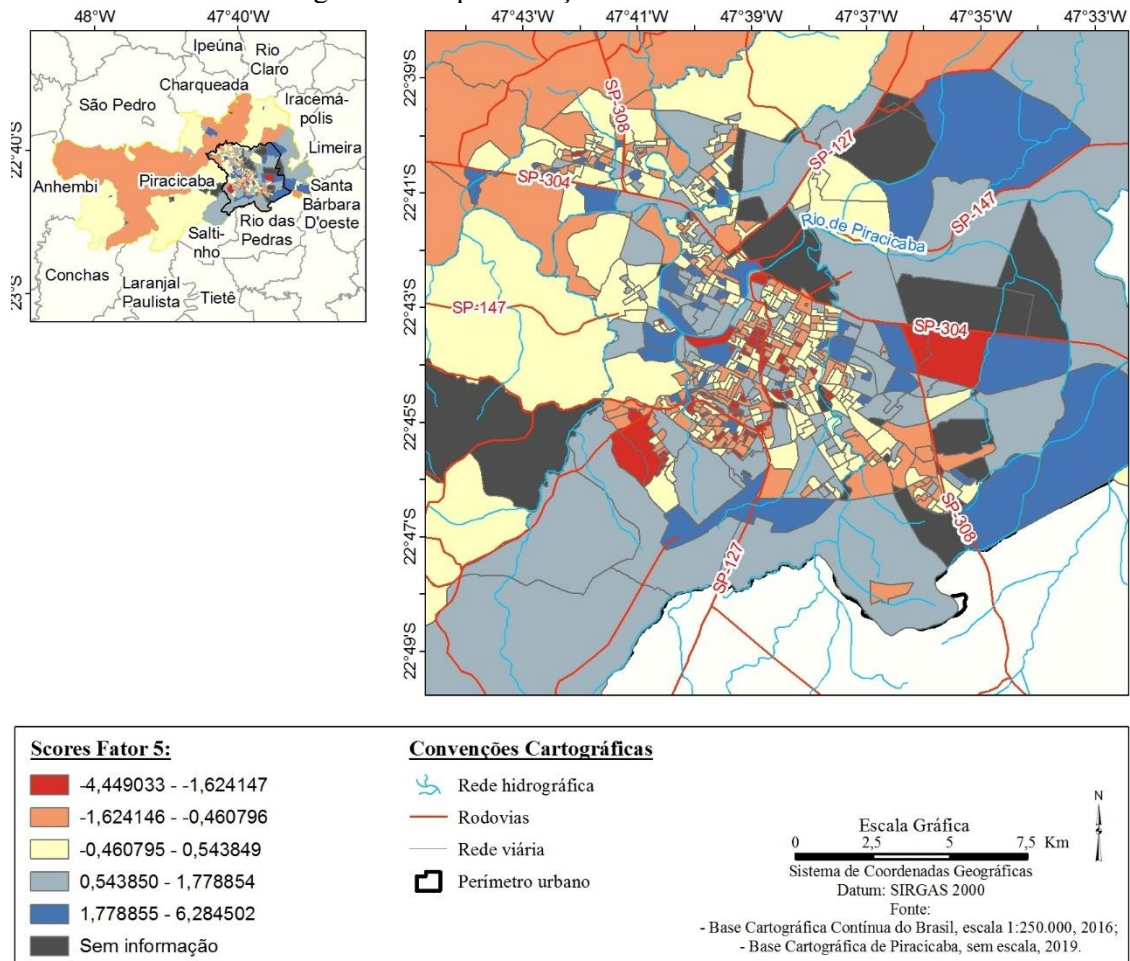 48°W 47°40'W
22°40'S
23°S
Ipeúna
Rio
Claro
Charqueada
São Pedro
Iracemá-
polis
Limeira
Anhembi
Piracicaba
Santa
Bárbara
D'oeste
Rio das
Pedras
Salti-
nho
Conchas
Laranjal
Paulista
Tietê
47°43'W 47°41'W 47°39'W 47°37'W 47°35'W 47°33'W
22°39'S
22°41'S
22°43'S
22°45'S
22°47'S
22°49'S
SP-308
SP-127
SP-304
SP-147
Rio de Piracicaba
SP-147
SP-304
SP-308
SP-127
Scores Fator 5:
-4,449033 - -1,624147
-1,624146 - -0,460796
-0,460795 - 0,543849
0,543850 - 1,778854
1,778855 - 6,284502
Sem informação
Convenções Cartográficas
Rede hidrográfica
Rodovias
Rede viária
Perímetro urbano
N
Escala Gráfica
0 2,5 5 7,5 Km
Sistema de Coordenadas Geográficas
Datum: SIRGAS 2000
Fonte:
- Base Cartográfica Contínua do Brasil, escala 1:250.000, 2016;
- Base Cartográfica de Piracicaba, sem escala, 2019.